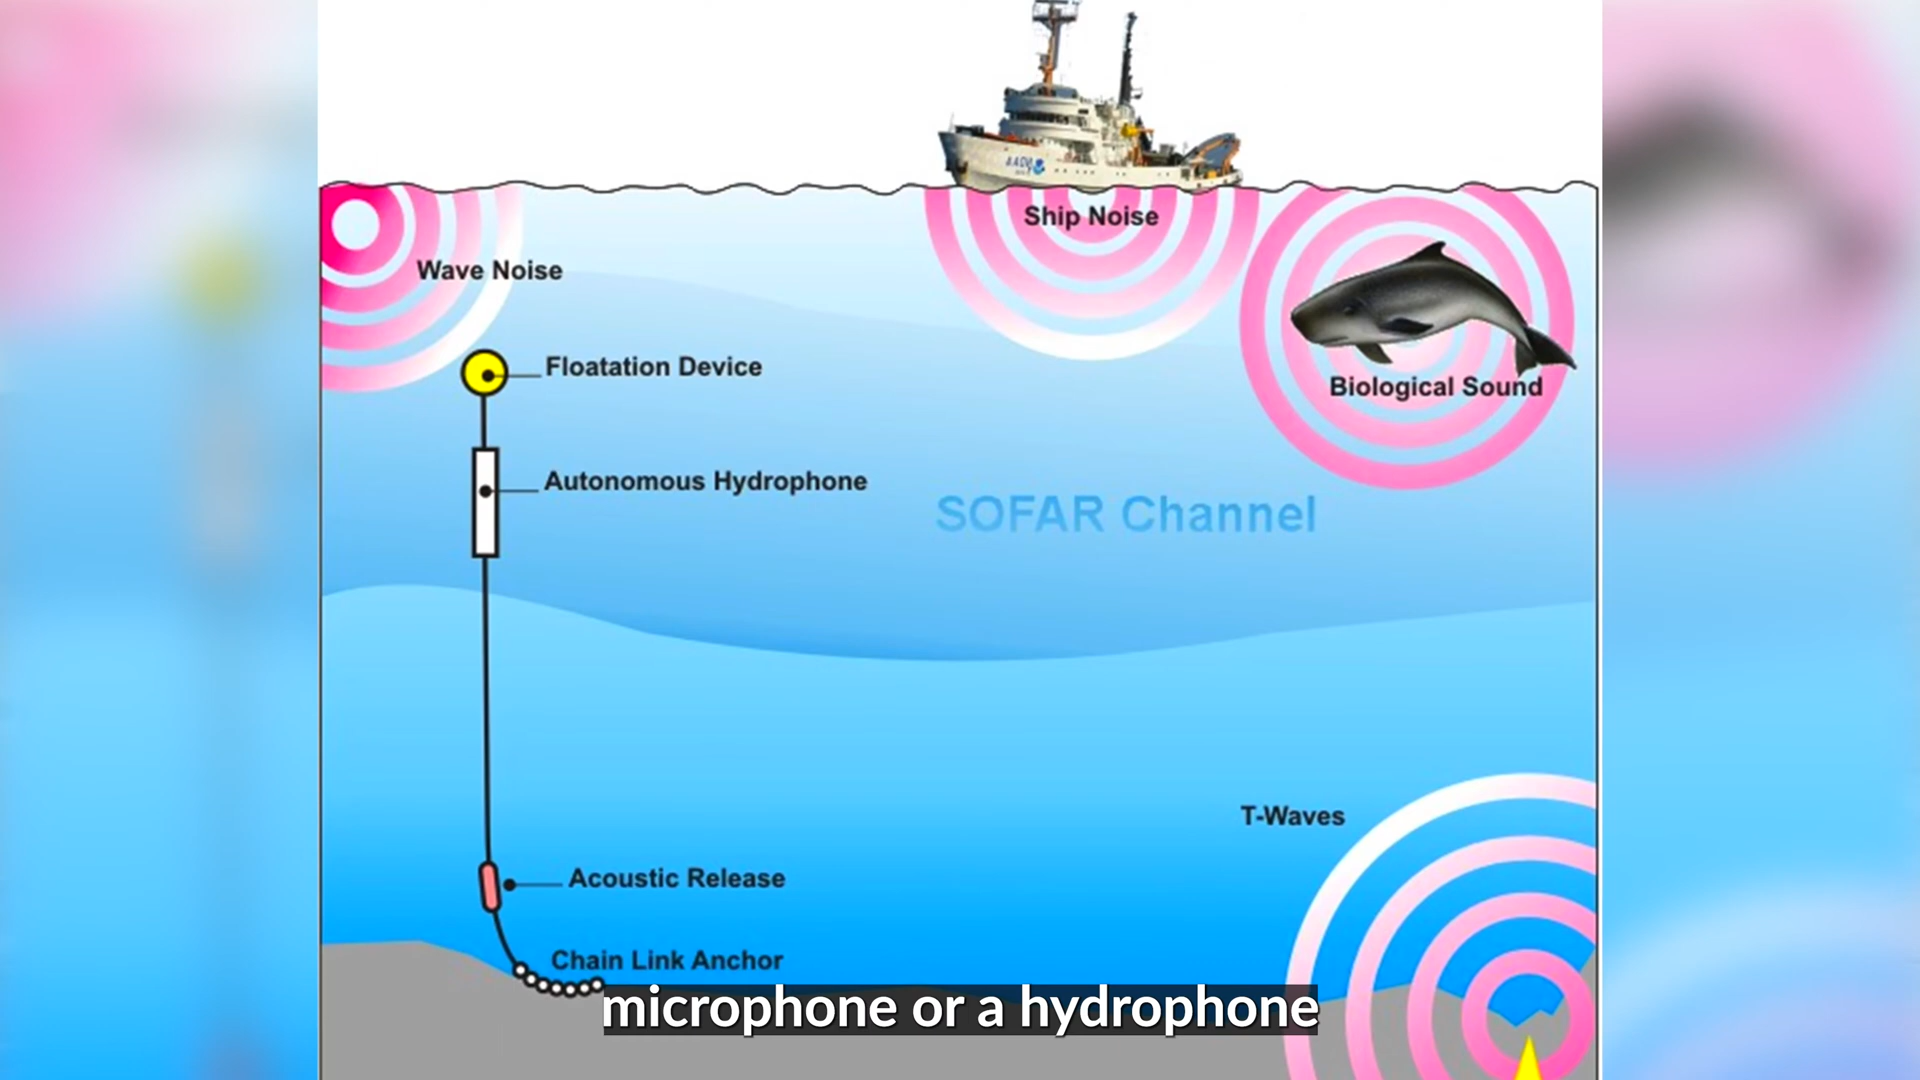 Ship Noise
Wave Noise
Floatation Device
Biological Sound
Autonomous Hydrophone
SOFAR Channel
T-Waves
Acoustic Release
Chain Link Anchor
microphone or a hydrophone